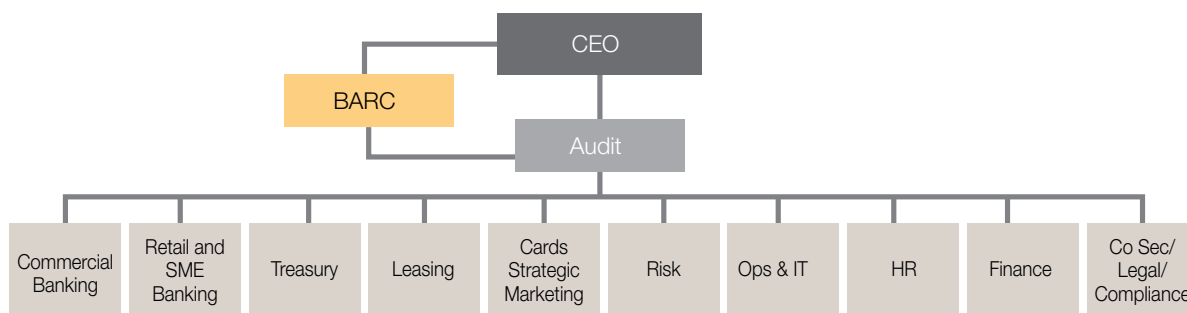 CEO
BARC
Audit
Commercial
Banking
Retail and
SME
Banking
Treasury
Leasing
Cards
Strategic
Marketing
Risk
Ops & IT
HR
Finance
Co Sec/
Legal/
Compliance